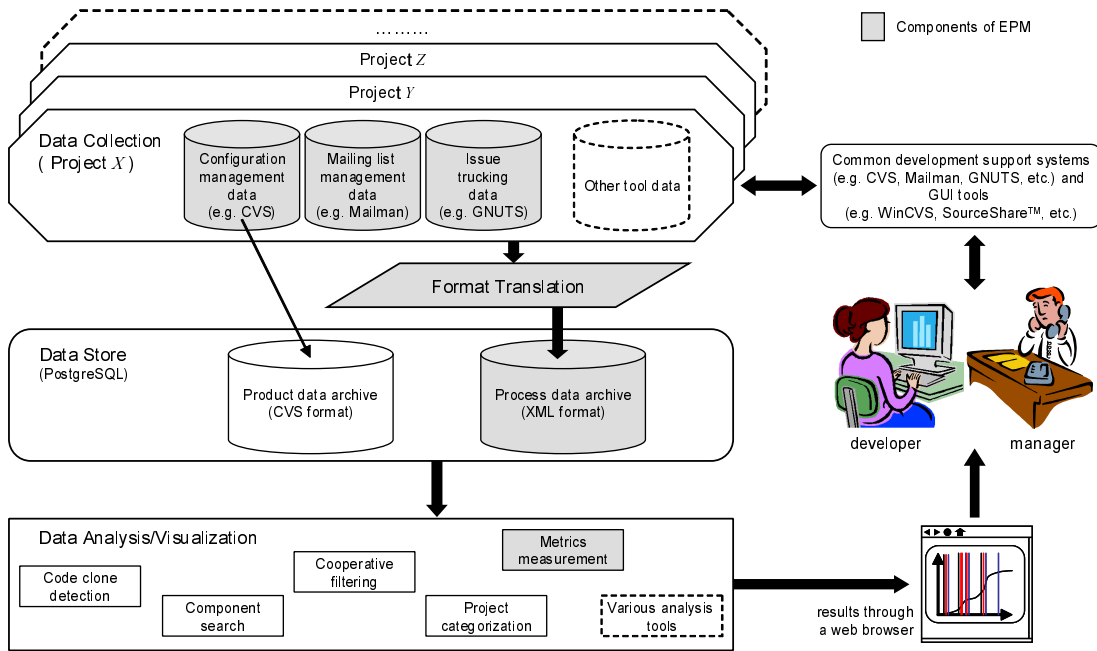 ………
Components of EPM
Project Z
Project Y
Data Collection
( Project X )
Configuration
management
data
(e.g. CVS)
Mailing list
management
data
(e.g. Mailman)
Issue
trucking
data
(e.g. GNUTS)
Other tool data
Common development support systems
(e.g. CVS, Mailman, GNUTS, etc.) and
GUI tools
(e.g. WinCVS, SourceShare™, etc.)
Format Translation
Data Store
(PostgreSQL)
Product data archive
(CVS format)
Process data archive
(XML format)
developer
manager
Data Analysis/Visualization
Code clone
detection
Component
search
Cooperative
filtering
Project
categorization
Metrics
measurement
Various analysis
tools
results through
a web browser